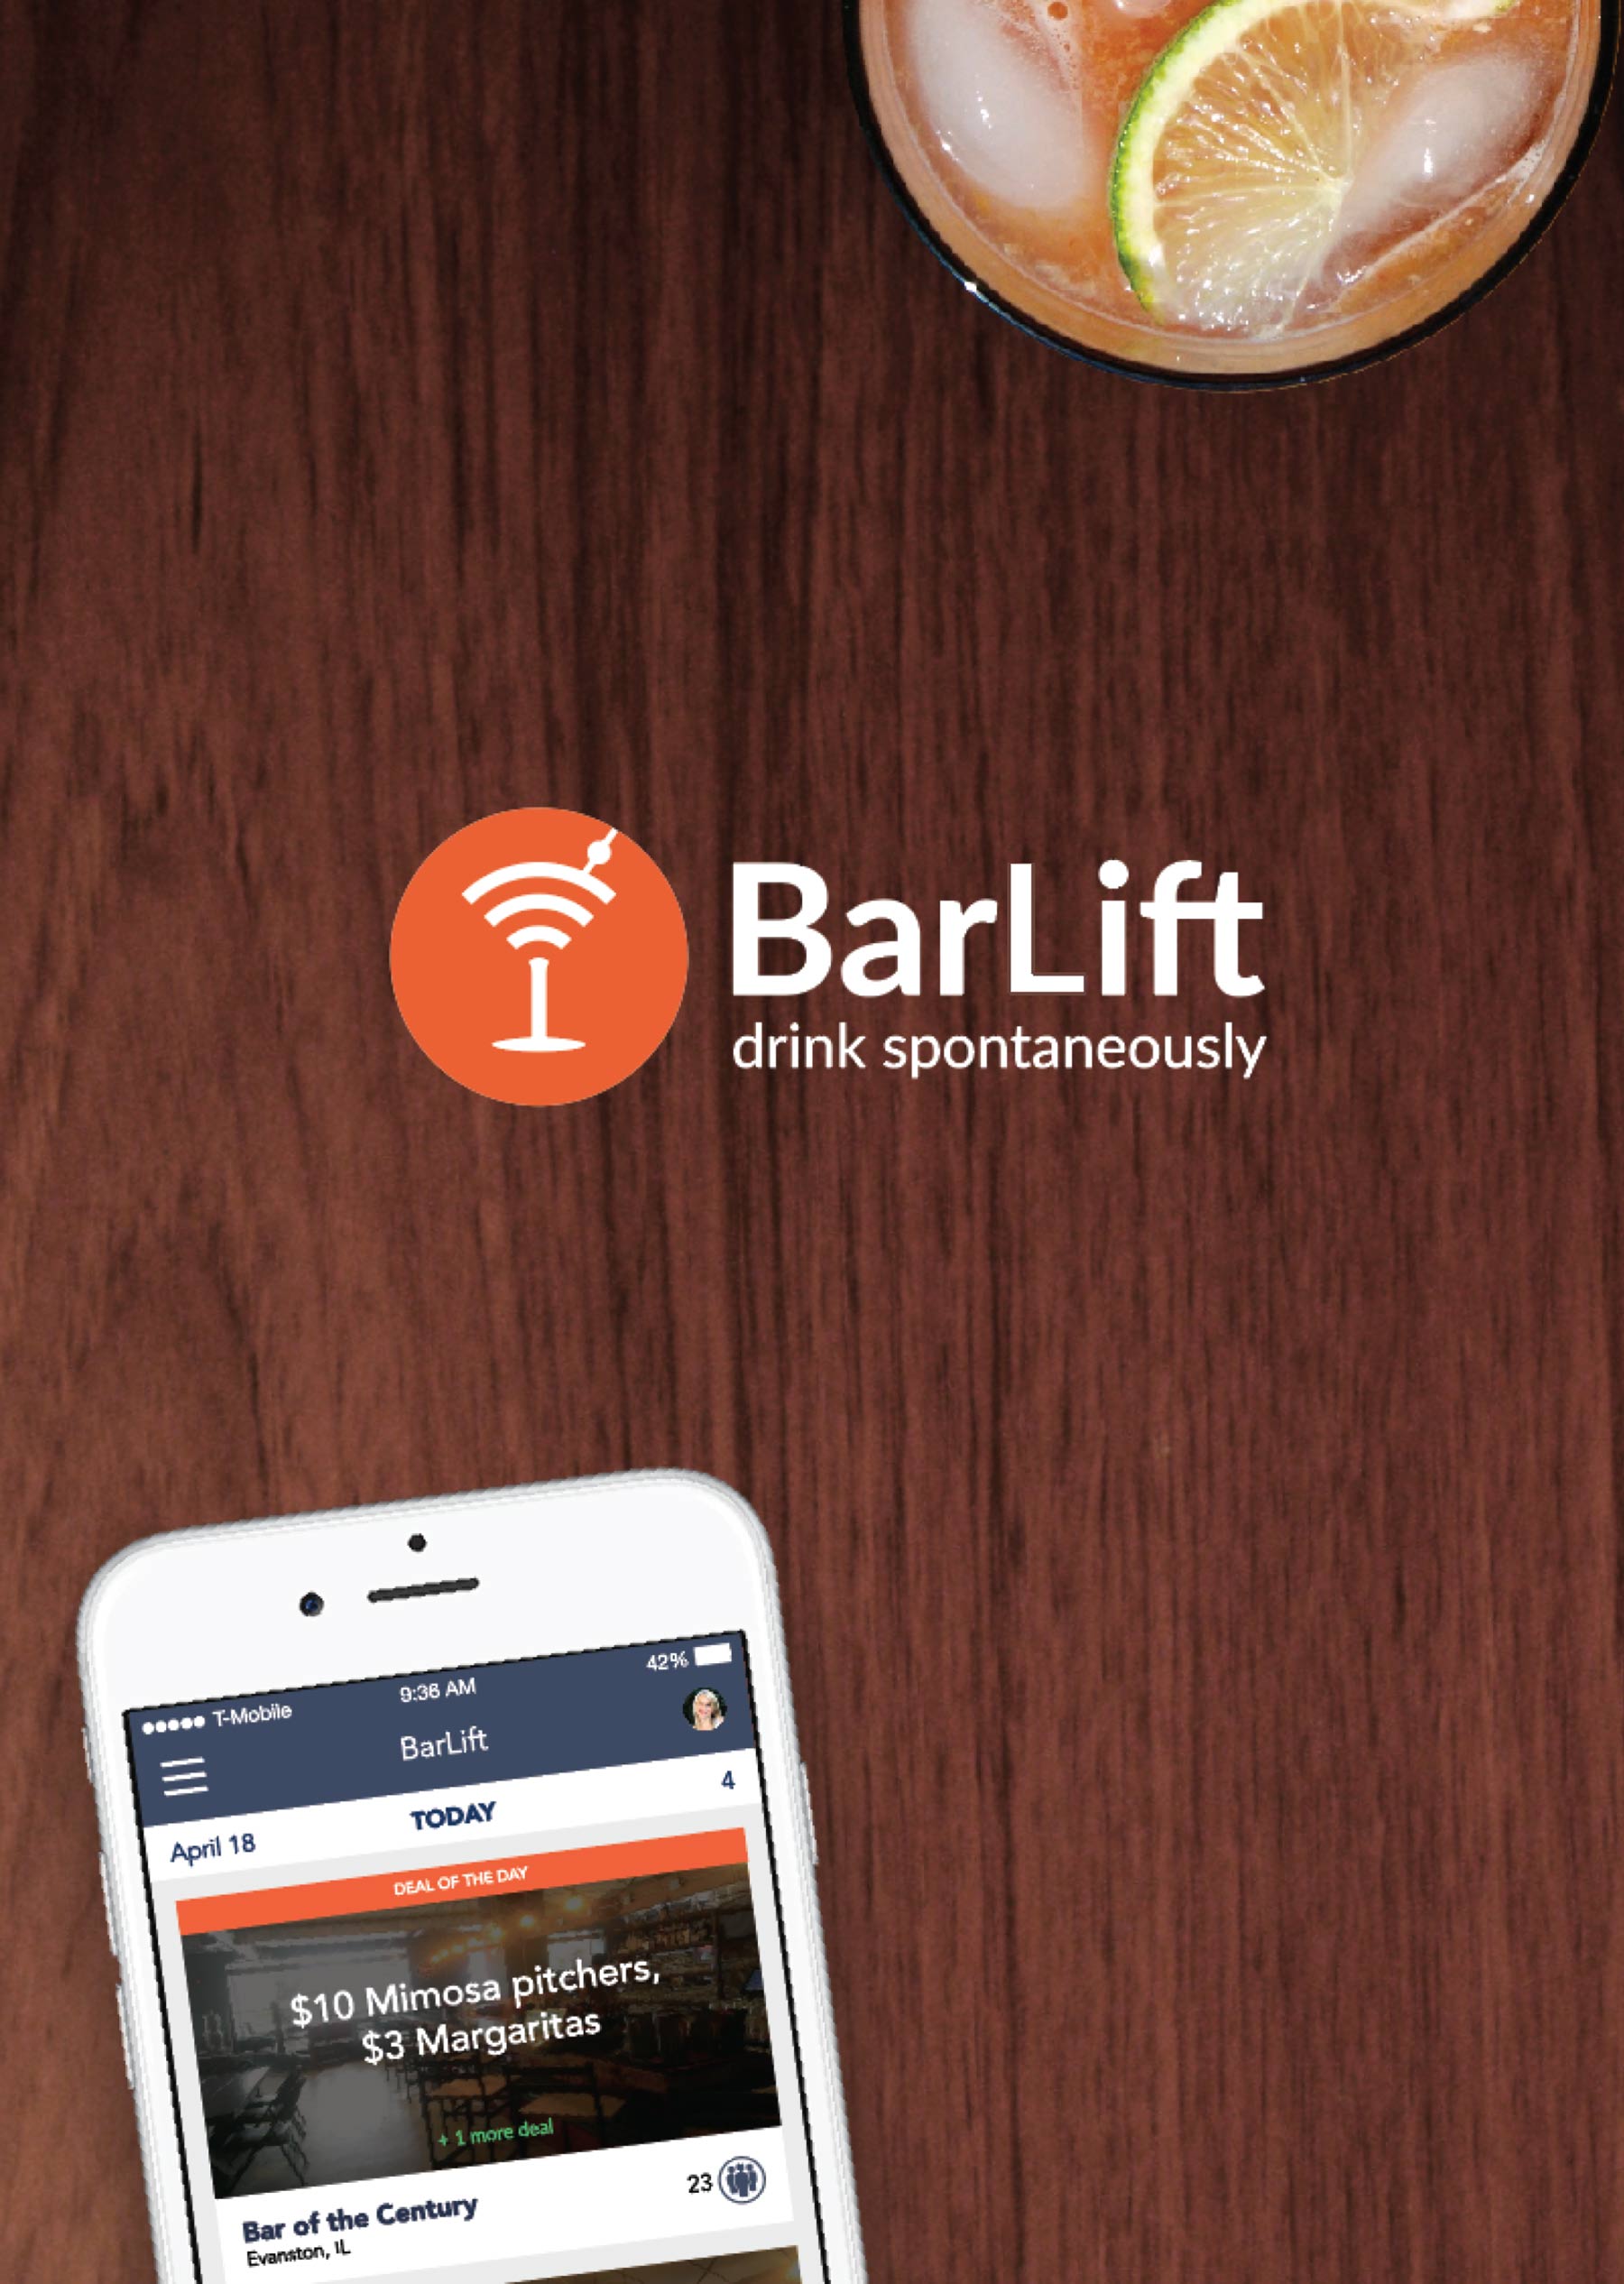 BarLift
drink spontaneously
T-Mobile
9:36 AM
42%
BarLift
April 18
TODAY
4
DEAL OF THE DAY
$10 Mimosa pitchers,
$3 Margaritas
+ 1 more deal
Bar of the Century
23
Evanston, IL